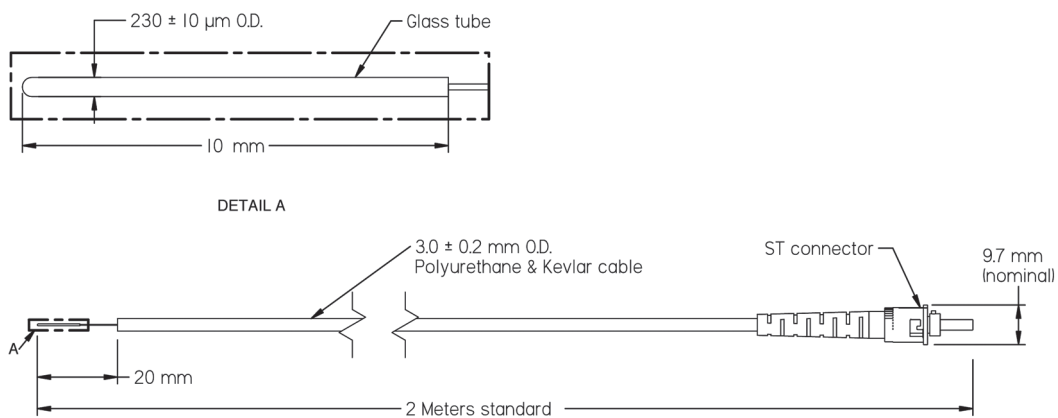 230 ± 10 µm O.D.
Glass tube
10 mm
DETAIL A
3.0 ± 0.2 mm O.D.
Polyurethane & Kevlar cable
ST connector
9.7 mm
(nominal)
A
20 mm
2 Meters standard